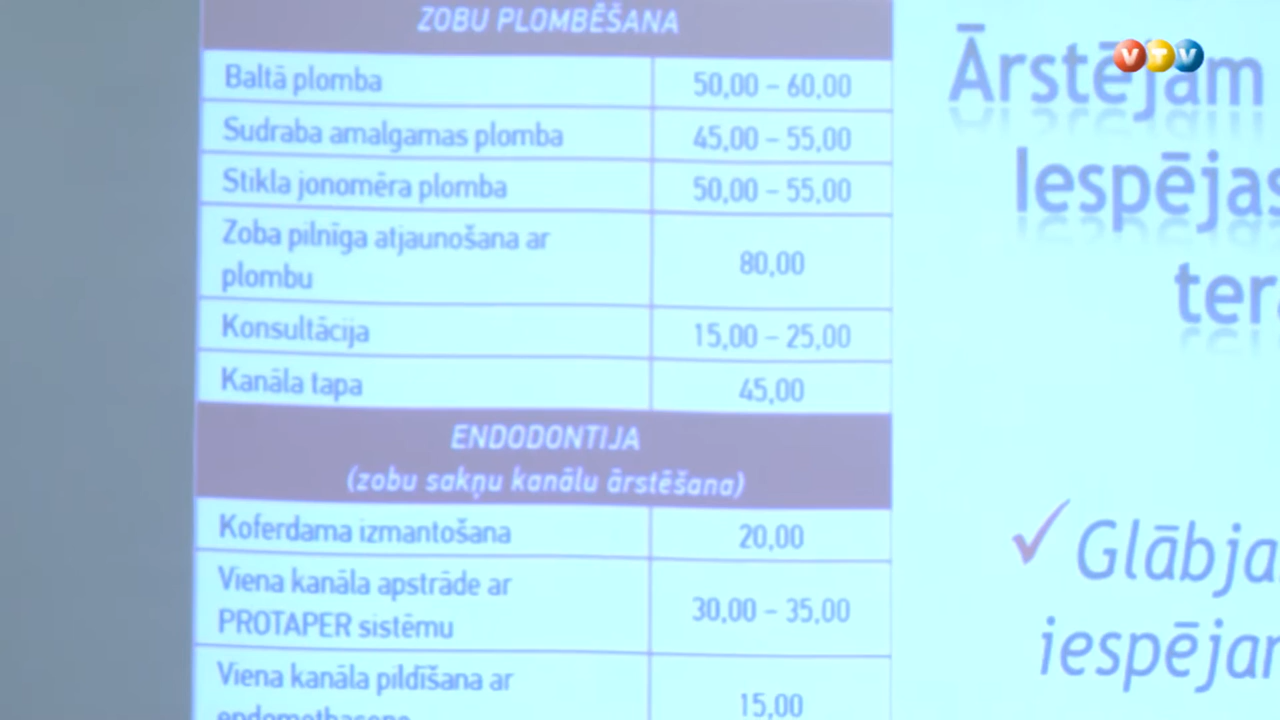 ZOBU PLOMBĒŠANA
Baltā plomba 50,00 – 60,00
Sudraba amalgamas plomba 45,00 – 55,00
Stikla jonomēra plomba 50,00 – 55,00
Zoba pilnīga atjaunošana ar
plombu 80,00
Konsultācija 15,00 – 25,00
Kanāla tapa 45,00
ENDODONTIJA
(zobu sakņu kanālu ārstēšana)
Koferdama izmantošana 20,00
Viena kanāla apstrāde ar
PROTAPER sistēmu 30,00 – 35,00
Viena kanāla pildīšana ar
15,00
VTV
Ārstējam
Iespējas
ter
Glābja
iespējam